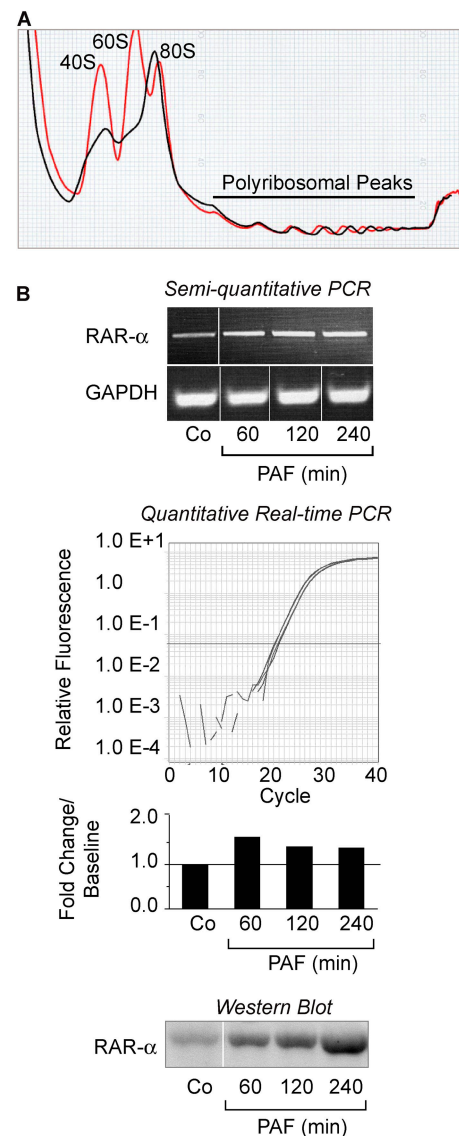 A
60S
40S
80S
Polyribosomal Peaks
B
Semi-quantitative PCR
RAR-α
GAPDH
Co 60 120 240
PAF (min)
Quantitative Real-time PCR
Relative Fluorescence
1.0 E+1
1.0
1.0 E-1
1.0 E-2
1.0 E-3
1.0 E-4
0 10 20 30 40
Cycle
Fold Change/
Baseline
2.0
1.0
0.0
Co 60 120 240
PAF (min)
Western Blot
RAR-α
Co 60 120 240
PAF (min)